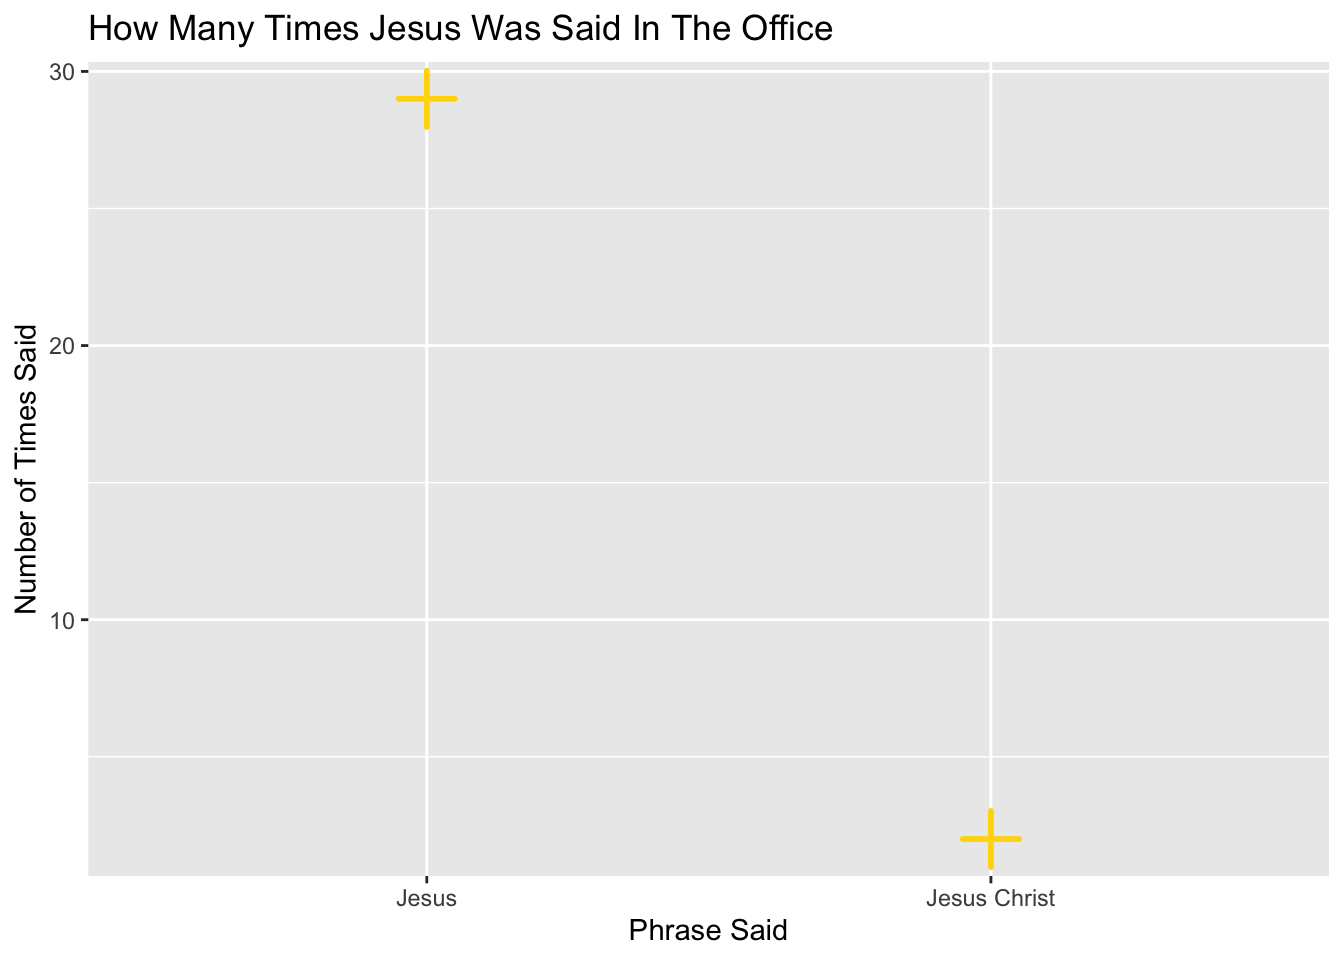 How Many Times Jesus Was Said In The Office
30
20
10
Number of Times Said
Jesus
Jesus Christ
Phrase Said